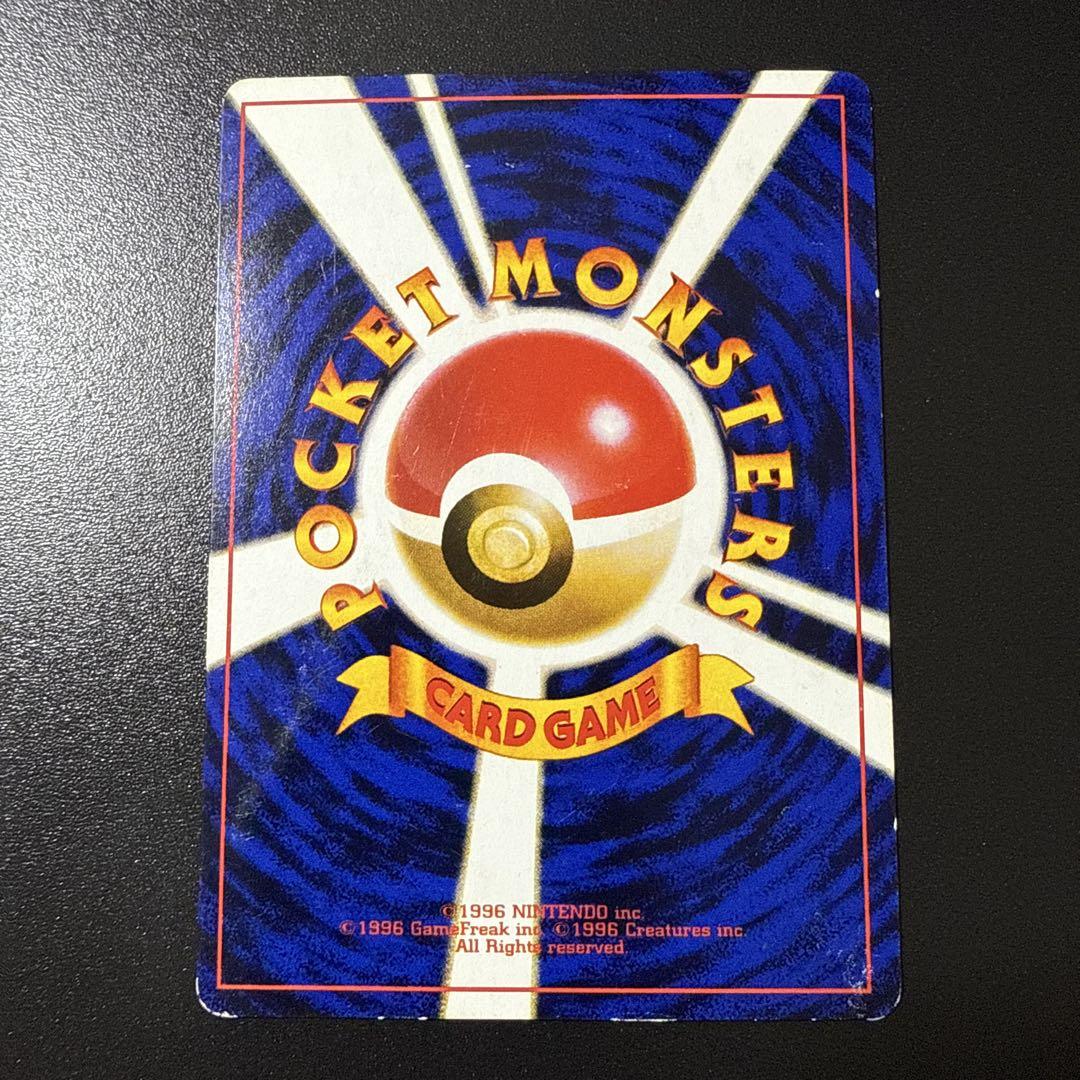 POCKET MONSTERS
CARD GAME
©1996 NINTENDO inc.
©1996 GameFreak inc. ©1996 Creatures inc.
All Rights reserved.